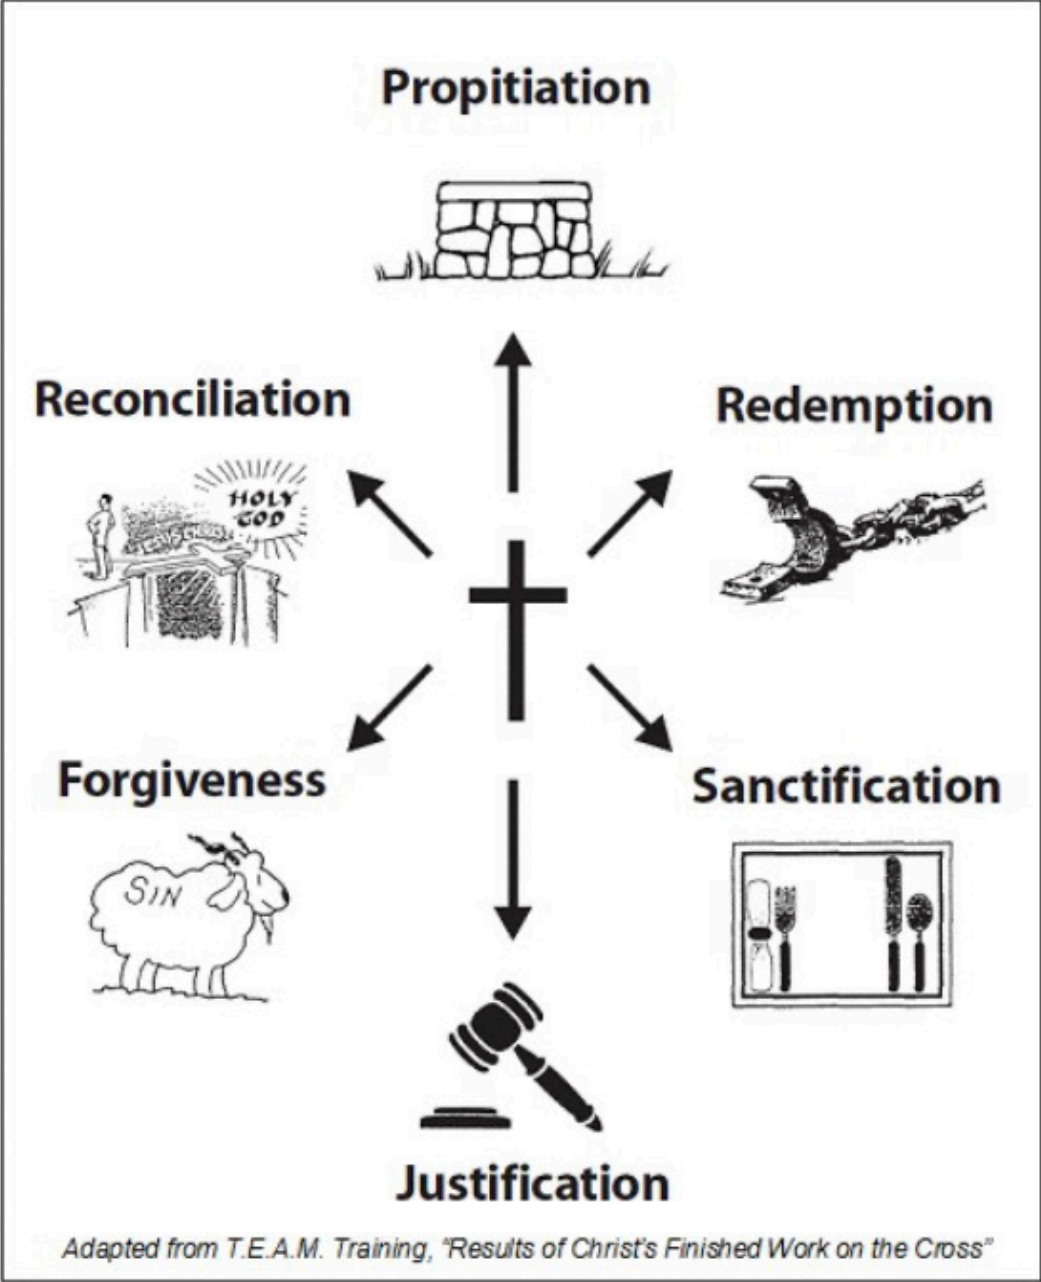 Propitiation
Reconciliation
Redemption
HOLY
GOD
Forgiveness
Sanctification
SIN
Justification
Adapted from T.E.A.M. Training, "Results of Christ's Finished Work on the Cross"